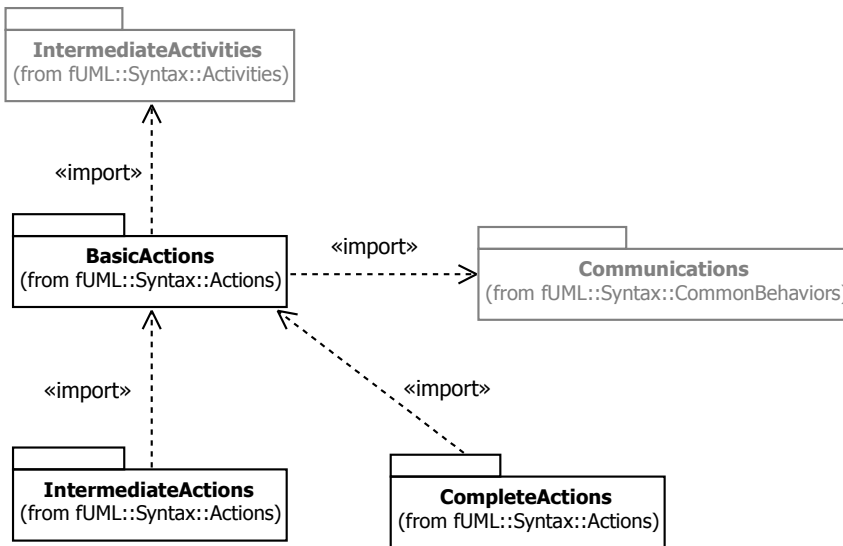 IntermediateActivities
(from fUML::Syntax::Activities)
«import»
BasicActions
(from fUML::Syntax::Actions)
«import»
Communications
(from fUML::Syntax::CommonBehaviors)
«import»
«import»
IntermediateActions
(from fUML::Syntax::Actions)
CompleteActions
(from fUML::Syntax::Actions)